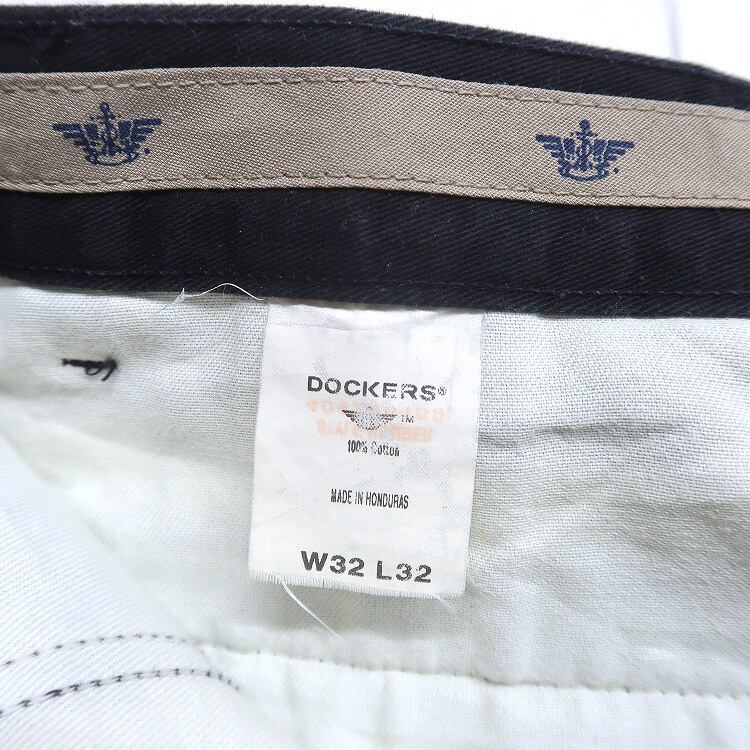 DOCKERS®
TM
100% Cotton
MADE IN HONDURAS
W32 L32